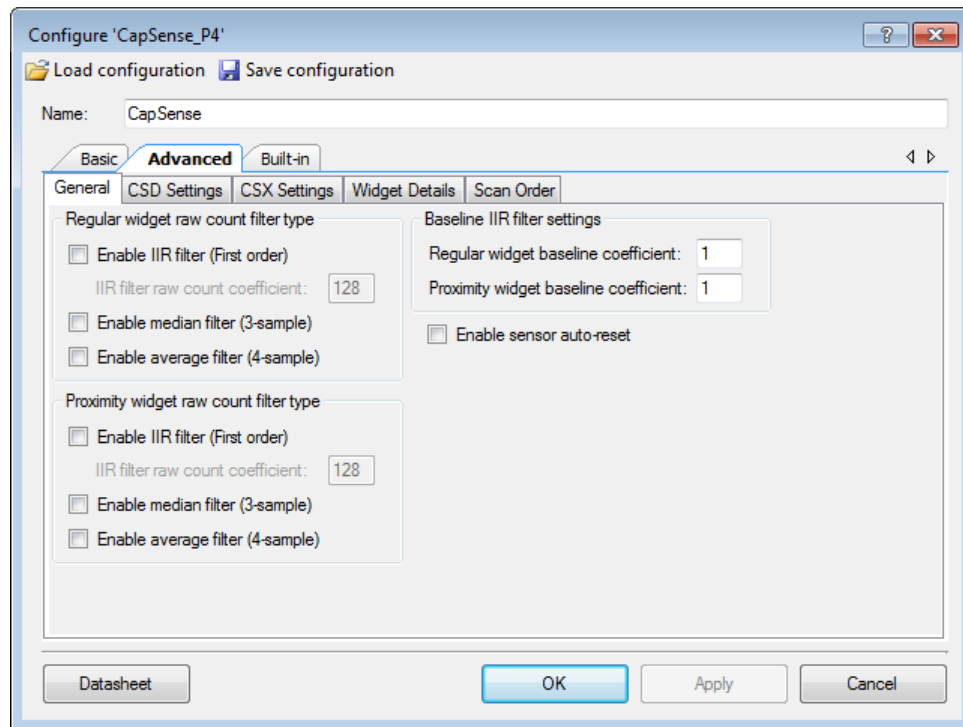 Configure 'CapSense_P4'
Load configuration Save configuration
Name: CapSense
Basic Advanced Built-in
General CSD Settings CSX Settings Widget Details Scan Order
Regular widget raw count filter type
Enable IIR filter (First order)
IIR filter raw count coefficient: 128
Enable median filter (3-sample)
Enable average filter (4-sample)
Proximity widget raw count filter type
Enable IIR filter (First order)
IIR filter raw count coefficient: 128
Enable median filter (3-sample)
Enable average filter (4-sample)
Baseline IIR filter settings
Regular widget baseline coefficient: 1
Proximity widget baseline coefficient: 1
Enable sensor auto-reset
Datasheet OK Apply Cancel